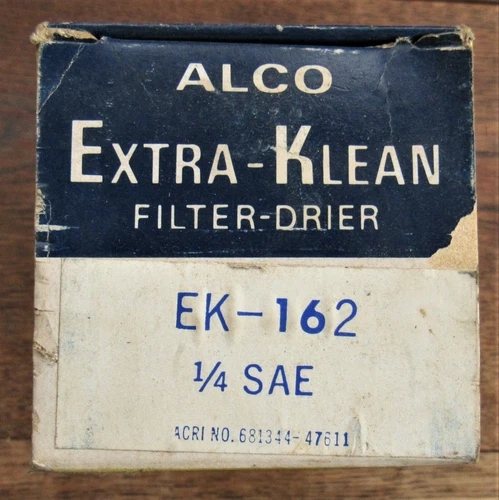 ALCO
EXTRA-KLEAN
FILTER-DRIER
EK-162
1/4 SAE
ACRI NO. 681344-47611